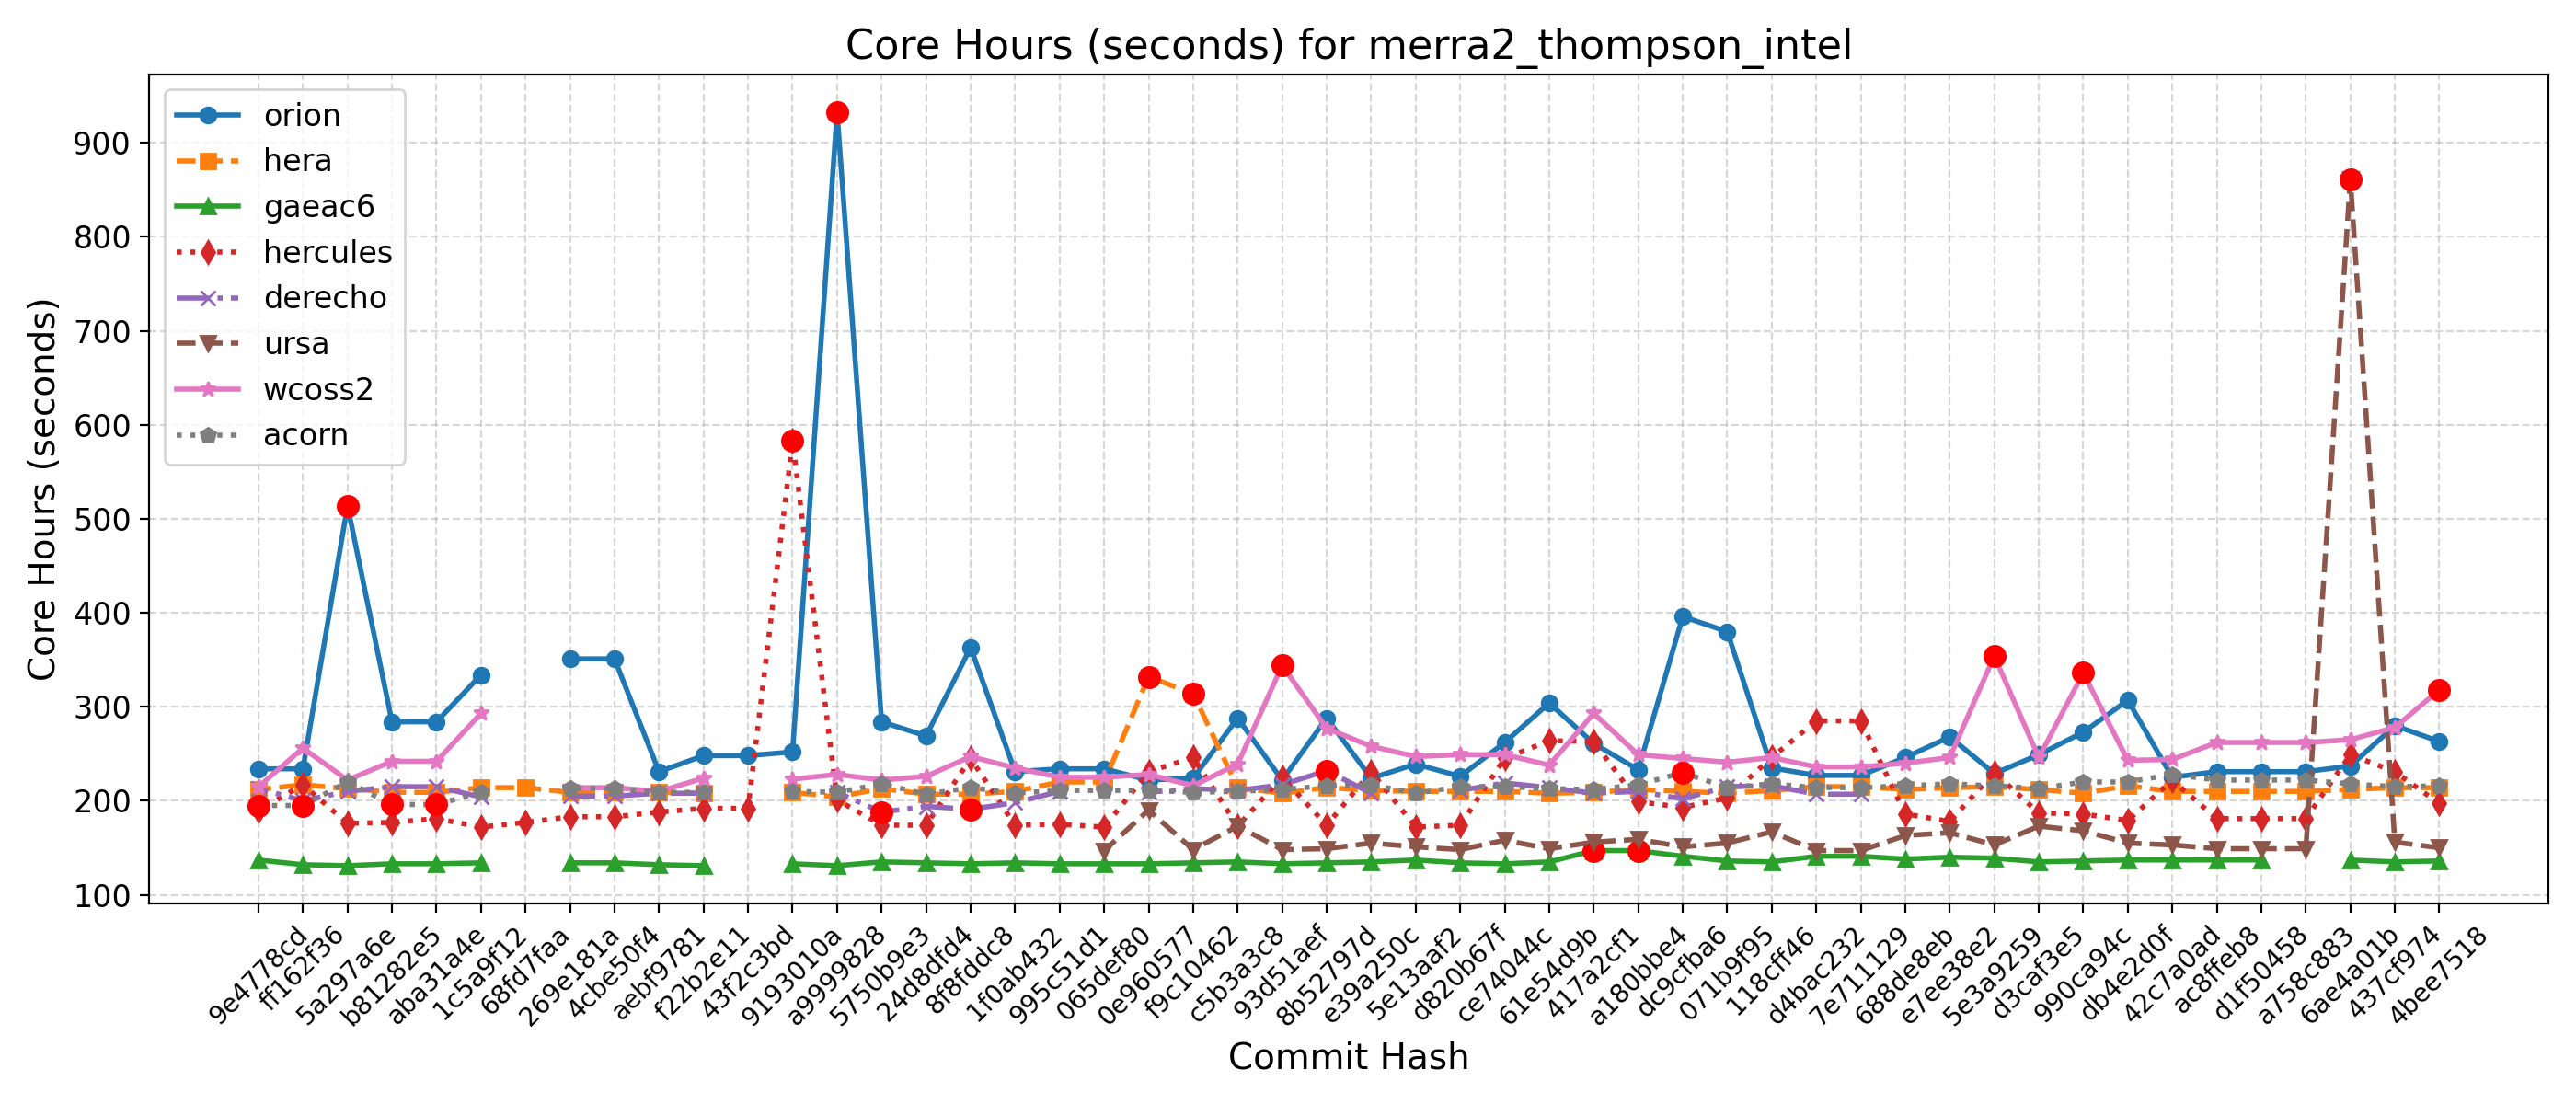 Core Hours (seconds) for merra2_thompson_intel
Core Hours (seconds)
900
800
700
600
500
400
300
200
100
orion
hera
gaeac6
hercules
derecho
ursa
wcoss2
acorn
9e4778cd
ff162f36
5a297a6e
b81282e5
aba31a4e
1c5a9f12
68fd7faa
269e181a
4cbe50f4
aebf9781
f22b2e11
43f2c3bd
9193010a
a9999828
5750b9e3
24d8dfd4
8f8fddc8
1f0ab432
995c51d1
065def80
0e960577
f9c10462
c5b3a3c8
93d51aef
8b52797d
e39a250c
5e13aaf2
d820b67f
ce74044c
61e54d9b
417a2cf1
a180bbe4
dc9cfba6
071b9f95
118cff46
d4bac232
7e711129
688de8eb
e7ee38e2
5e3a9259
d3caf3e5
990ca94c
db4e2d0f
42c7a0ad
ac8ffeb8
d1f50458
a758c883
6ae4a01b
437cf974
4bee7518
Commit Hash